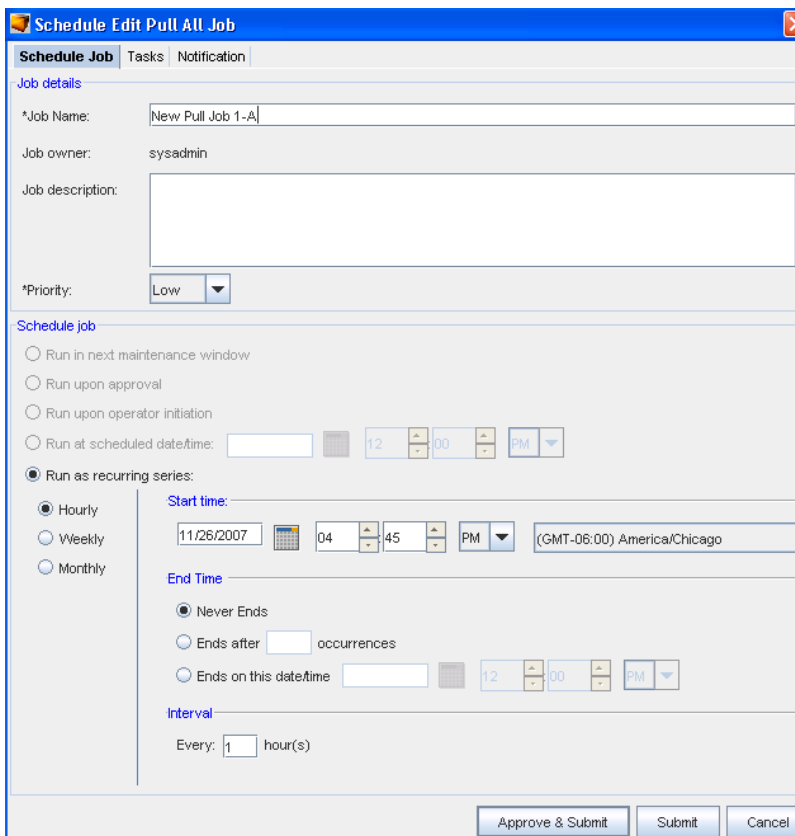 Schedule Edit Pull All Job
Schedule Job Tasks Notification
Job details
*Job Name: New Pull Job 1-A
Job owner: sysadmin
Job description:
*Priority: Low
Schedule job
Run in next maintenance window
Run upon approval
Run upon operator initiation
Run at scheduled date/time: 12 : 00 PM
Run as recurring series:
Hourly
Weekly
Monthly
Start time:
11/26/2007 04 : 45 PM (GMT-06:00) America/Chicago
End Time
Never Ends
Ends after occurrences
Ends on this date/time 12 : 00 PM
Interval
Every: 1 hour(s)
Approve & Submit Submit Cancel